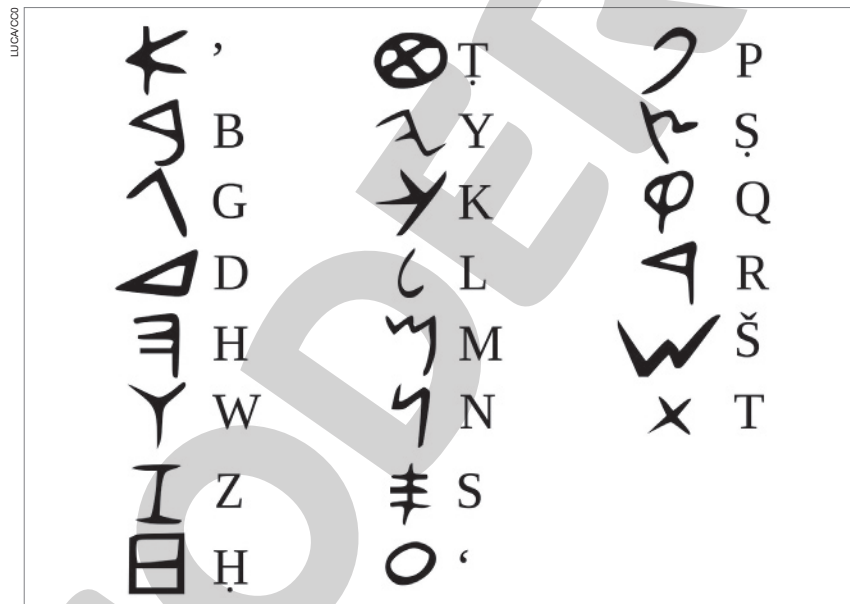 LUCA/CC0
𐤀 ’ 𐤈 Ṭ 𐤐 P
𐤁 B 𐤉 Y 𐤑 Ṣ
𐤂 G 𐤊 K 𐤒 Q
𐤃 D 𐤋 L 𐤓 R
𐤄 H 𐤌 M 𐤔 Š
𐤅 W 𐤍 N 𐤕 T
𐤆 Z 𐤎 S
𐤇 Ḥ 𐤏 ‘